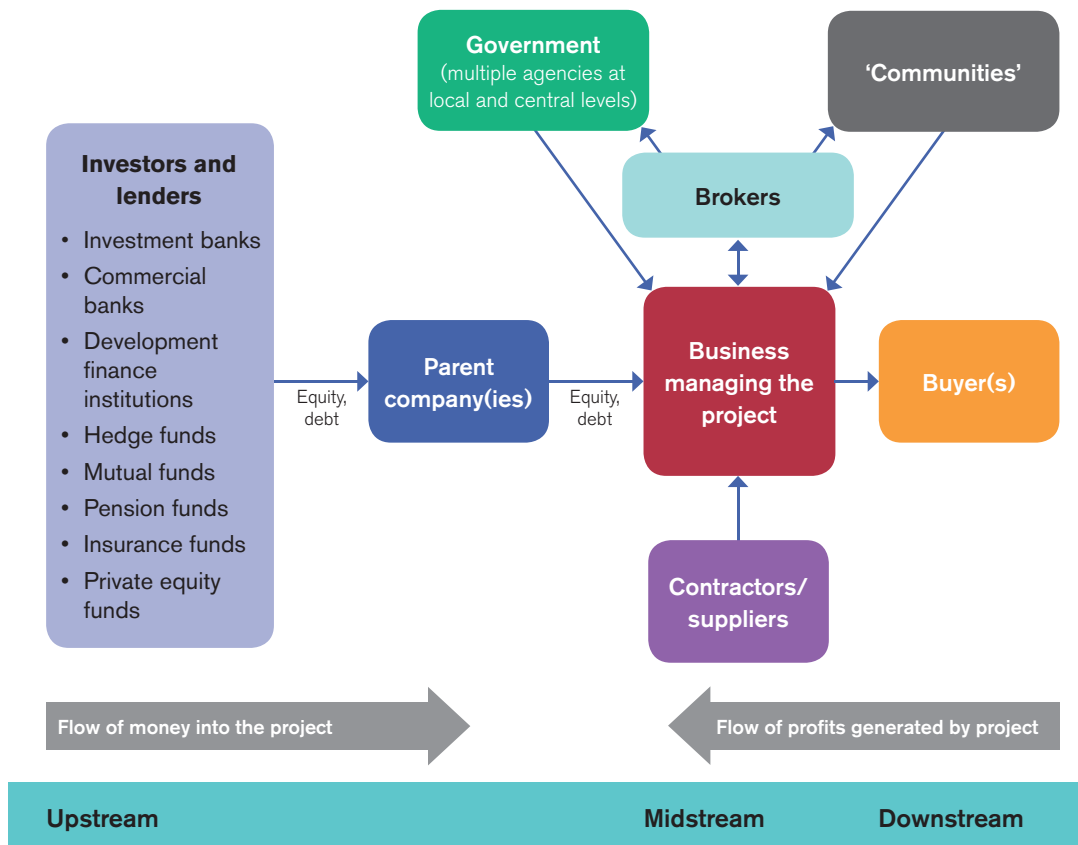 Government
(multiple agencies at
local and central levels)
‘Communities’
Investors and
lenders
• Investment banks
• Commercial
banks
• Development
finance
institutions
• Hedge funds
• Mutual funds
• Pension funds
• Insurance funds
• Private equity
funds
Brokers
Equity,
debt
Parent
company(ies)
Equity,
debt
Business
managing the
project
Buyer(s)
Contractors/
suppliers
Flow of money into the project
Flow of profits generated by project
Upstream
Midstream
Downstream